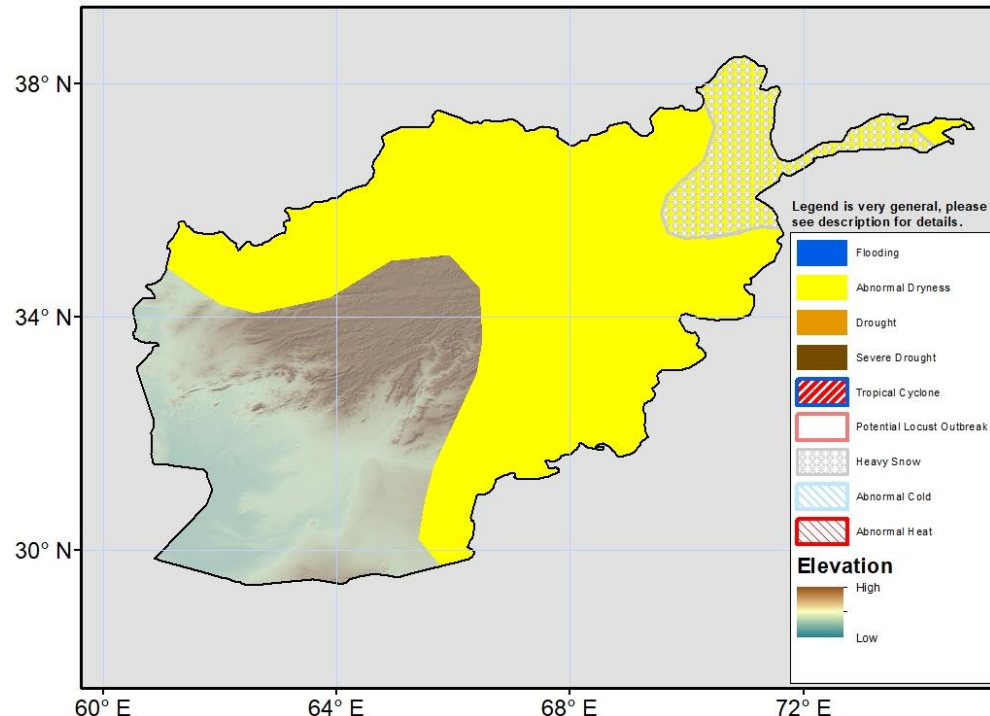 38° N
34° N
30° N
60° E
64° E
68° E
72° E
Legend is very general, please
see description for details.
Flooding
Abnormal Dryness
Drought
Severe Drought
Tropical Cyclone
Potential Locust Outbreak
Heavy Snow
Abnormal Cold
Abnormal Heat
Elevation
High
Low